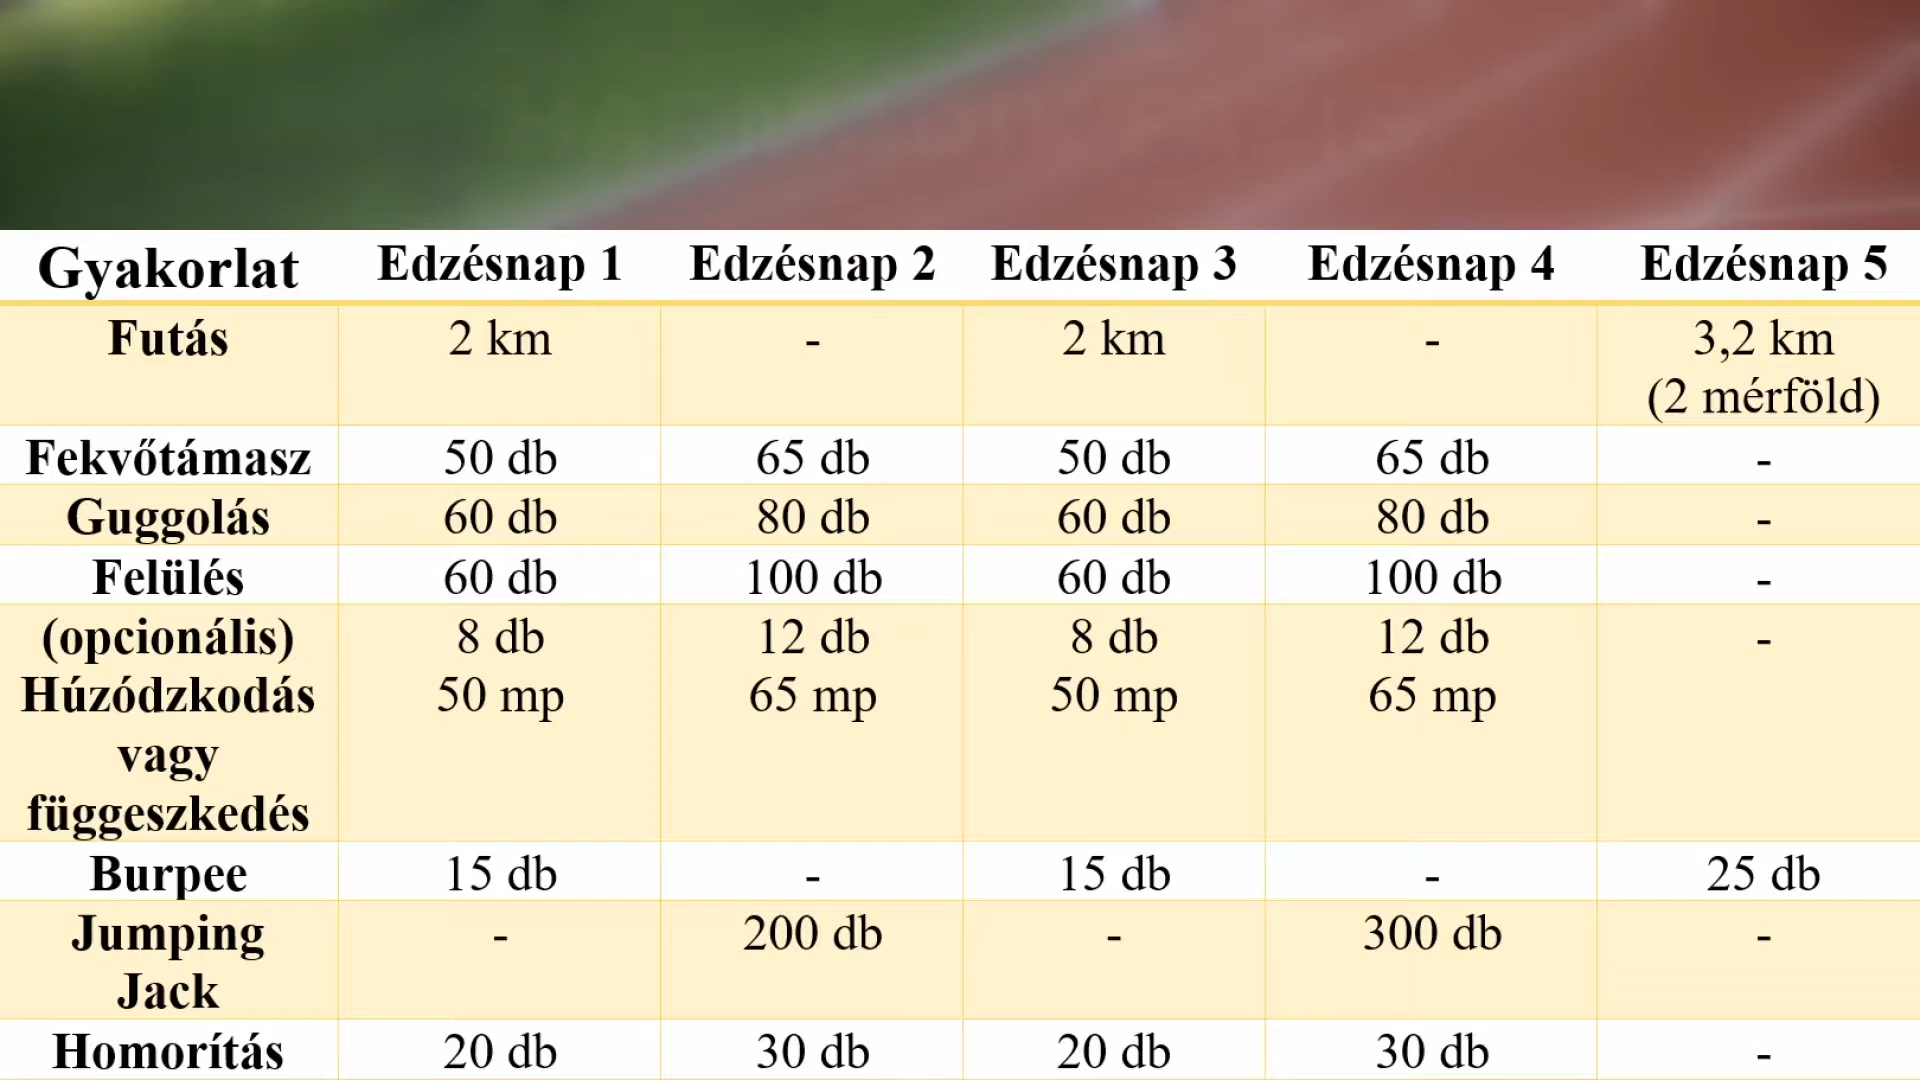 Gyakorlat Edzésnap 1 Edzésnap 2 Edzésnap 3 Edzésnap 4 Edzésnap 5
Futás 2 km - 2 km - 3,2 km
(2 mérföld)
Fekvőtámasz 50 db 65 db 50 db 65 db -
Guggolás 60 db 80 db 60 db 80 db -
Felülés 60 db 100 db 60 db 100 db -
(opcionális) 8 db 12 db 8 db 12 db -
Húzódzkodás 50 mp 65 mp 50 mp 65 mp
vagy
függeszkedés
Burpee 15 db - 15 db - 25 db
Jumping - 200 db - 300 db -
Jack
Homorítás 20 db 30 db 20 db 30 db -